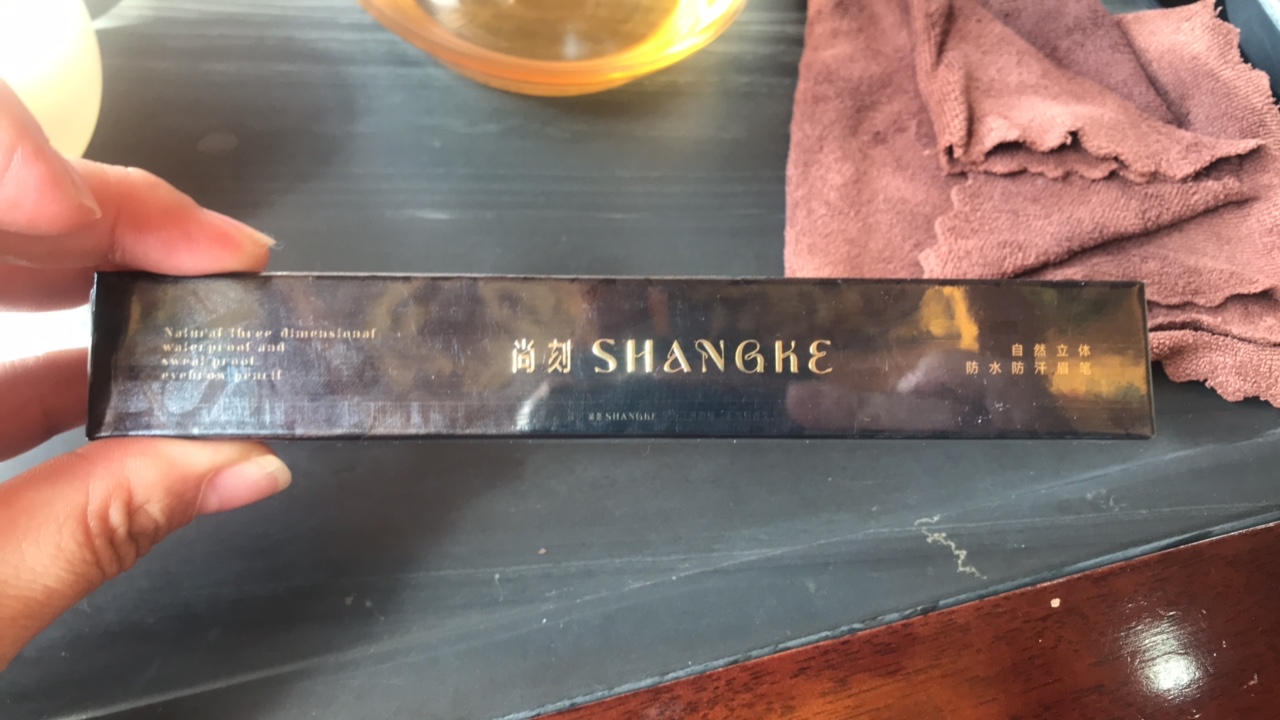 Natural three dimensional
waterproof and
sweat proof
eyebrow pencil
尚刻 SHANGKE
自然立体
防水防汗眉笔
SHANGKE